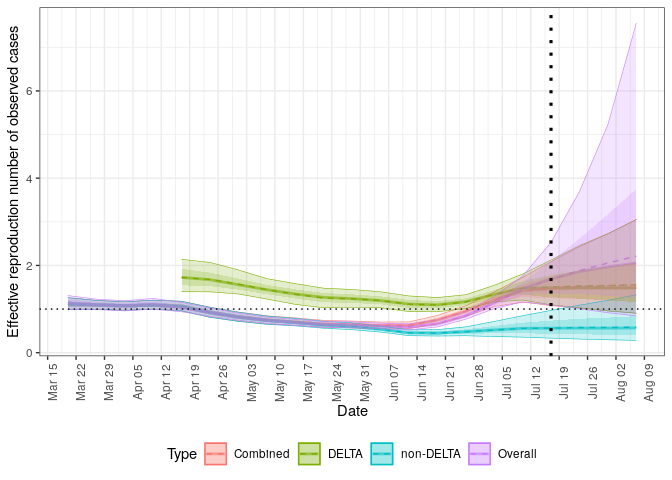 Effective reproduction number of observed cases
6
4
2
0
Mar 15
Mar 22
Mar 29
Apr 05
Apr 12
Apr 19
Apr 26
May 03
May 10
May 17
May 24
May 31
Jun 07
Jun 14
Jun 21
Jun 28
Jul 05
Jul 12
Jul 19
Jul 26
Aug 02
Aug 09
Date
Type Combined DELTA non-DELTA Overall